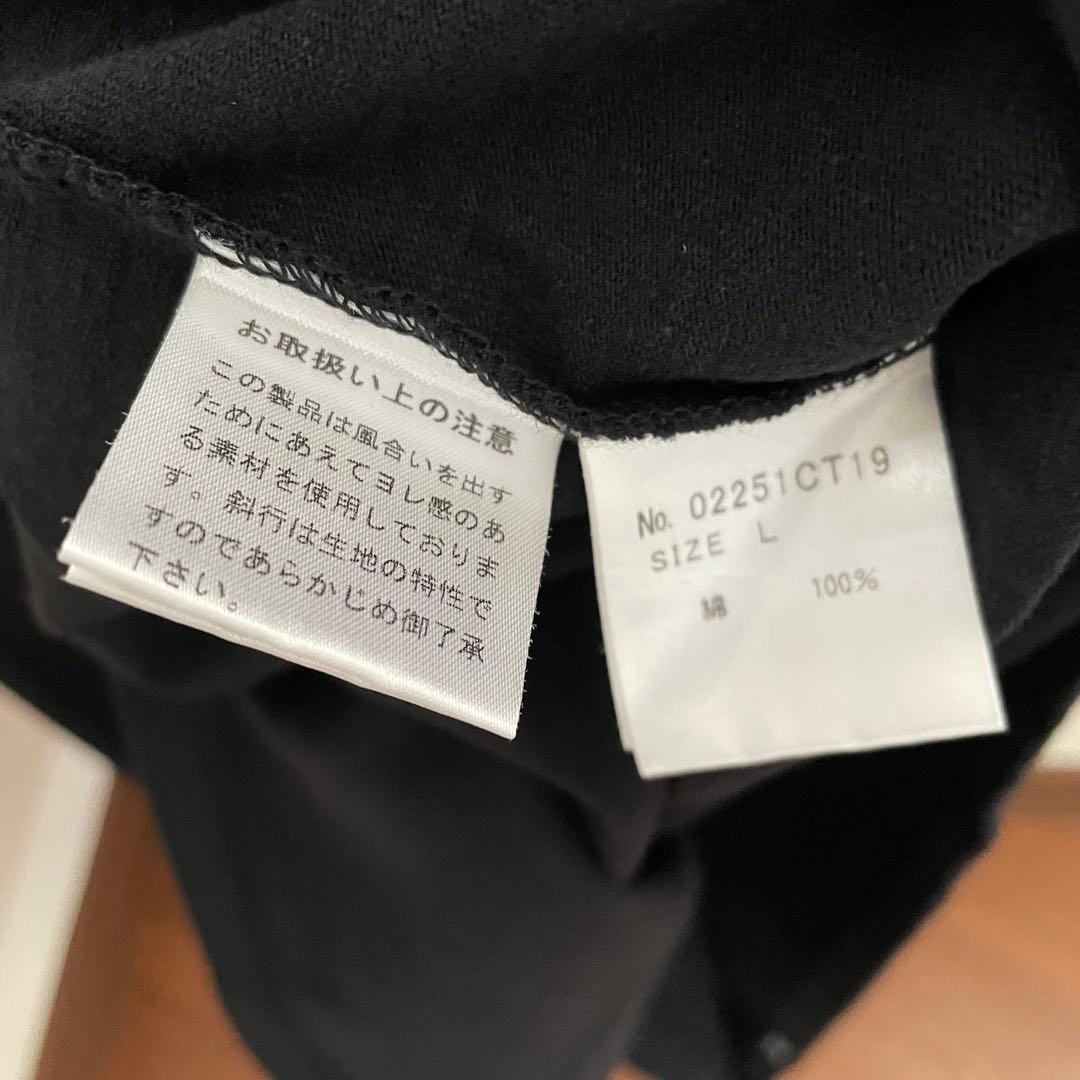 お取扱い上の注意
この製品は風合いを出す
ためにあえてヨレ感のあ
る素材を使用しておりま
す。斜行は生地の特性で
すのであらかじめ御了承
下さい。
No. 02251CT19
SIZE L
綿 100%